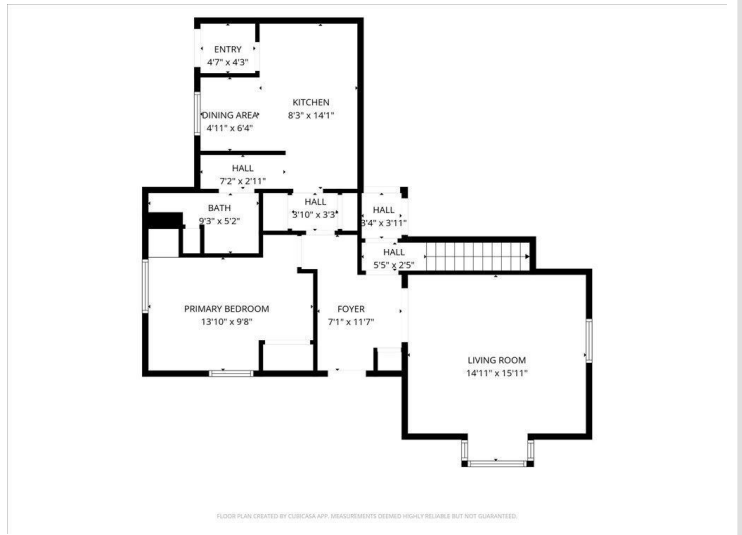 ENTRY
4'7" x 4'3"
KITCHEN
8'3" x 14'1"
DINING AREA
4'11" x 6'4"
HALL
7'2" x 2'11"
BATH
9'3" x 5'2"
HALL
3'10" x 3'3"
HALL
3'4" x 3'11"
HALL
5'5" x 2'5"
PRIMARY BEDROOM
13'10" x 9'8"
FOYER
7'1" x 11'7"
LIVING ROOM
14'11" x 15'11"
FLOOR PLAN CREATED BY CUBICASA APP. MEASUREMENTS DEEMED HIGHLY RELIABLE BUT NOT GUARANTEED.